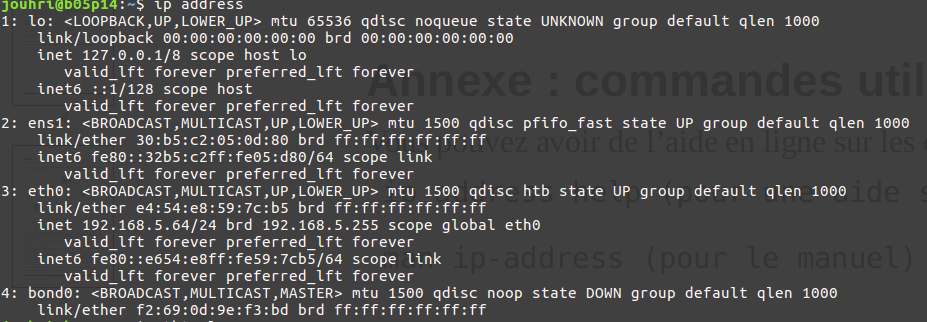 jouhri@b05p14:~$ ip address
1: lo: <LOOPBACK,UP,LOWER_UP> mtu 65536 qdisc noqueue state UNKNOWN group default qlen 1000
link/loopback 00:00:00:00:00:00 brd 00:00:00:00:00:00
inet 127.0.0.1/8 scope host lo
valid_lft forever preferred_lft forever
inet6 ::1/128 scope host
valid_lft forever preferred_lft forever
Annexe : commandes util
2: ens1: <BROADCAST,MULTICAST,UP,LOWER_UP> mtu 1500 qdisc pfifo_fast state UP group default qlen 1000
link/ether 30:b5:c2:05:0d:80 brd ff:ff:ff:ff:ff:ff
pouvez avoir de l'aide en ligne sur les
inet6 fe80::32b5:c2ff:fe05:d80/64 scope link
valid_lft forever preferred_lft forever
3: eth0: <BROADCAST,MULTICAST,UP,LOWER_UP> mtu 1500 qdisc htb state UP group default qlen 1000
address help (pour une aide s
link/ether e4:54:e8:59:7c:b5 brd ff:ff:ff:ff:ff:ff
inet 192.168.5.64/24 brd 192.168.5.255 scope global eth0
valid_lft forever preferred_lft forever
ip-address (pour le manuel)
inet6 fe80::e654:e8ff:fe59:7cb5/64 scope link
valid_lft forever preferred_lft forever
4: bond0: <BROADCAST,MULTICAST,MASTER> mtu 1500 qdisc noop state DOWN group default qlen 1000
link/ether f2:69:0d:9e:f3:bd brd ff:ff:ff:ff:ff:ff